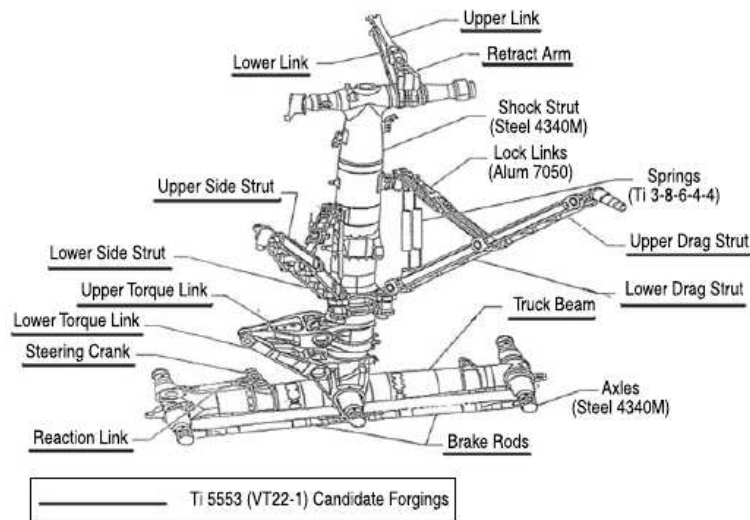 Upper Link
Lower Link
Retract Arm
Shock Strut
(Steel 4340M)
Lock Links
(Alum 7050)
Springs
(Ti 3-8-6-4-4)
Upper Side Strut
Upper Drag Strut
Lower Side Strut
Lower Drag Strut
Upper Torque Link
Truck Beam
Lower Torque Link
Steering Crank
Axles
(Steel 4340M)
Reaction Link
Brake Rods
Ti 5553 (VT22-1) Candidate Forgings